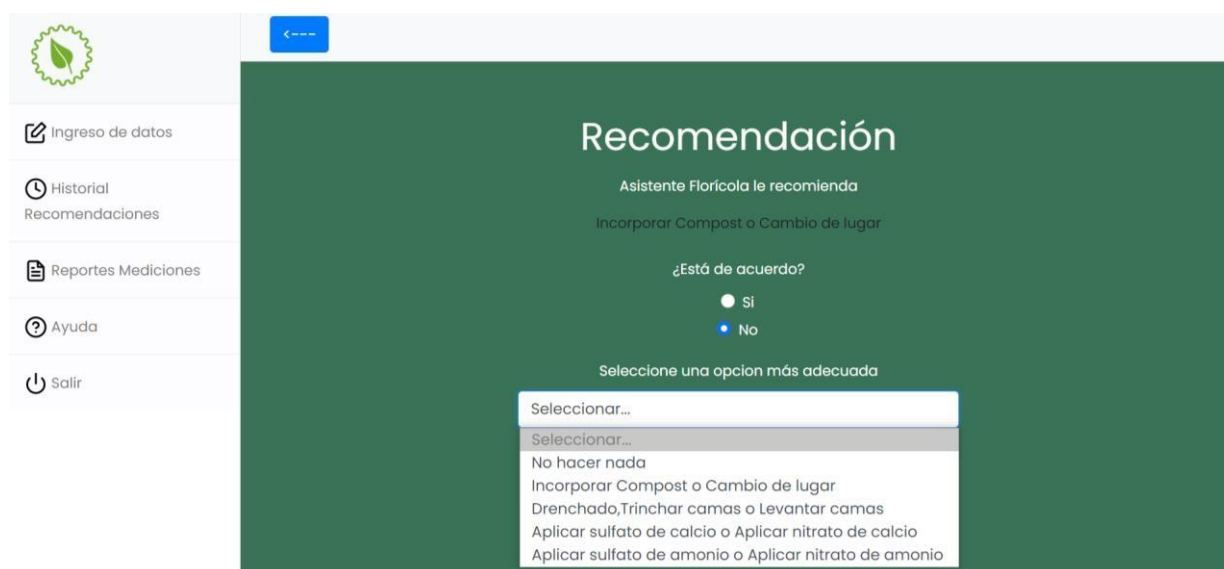 <---
Ingreso de datos
Historial
Recomendaciones
Reportes Mediciones
Ayuda
Salir
Recomendación
Asistente Florícola le recomienda
Incorporar Compost o Cambio de lugar
¿Está de acuerdo?
Si
No
Seleccione una opcion más adecuada
Seleccionar...
Seleccionar...
No hacer nada
Incorporar Compost o Cambio de lugar
Drenchado,Trinchar camas o Levantar camas
Aplicar sulfato de calcio o Aplicar nitrato de calcio
Aplicar sulfato de amonio o Aplicar nitrato de amonio